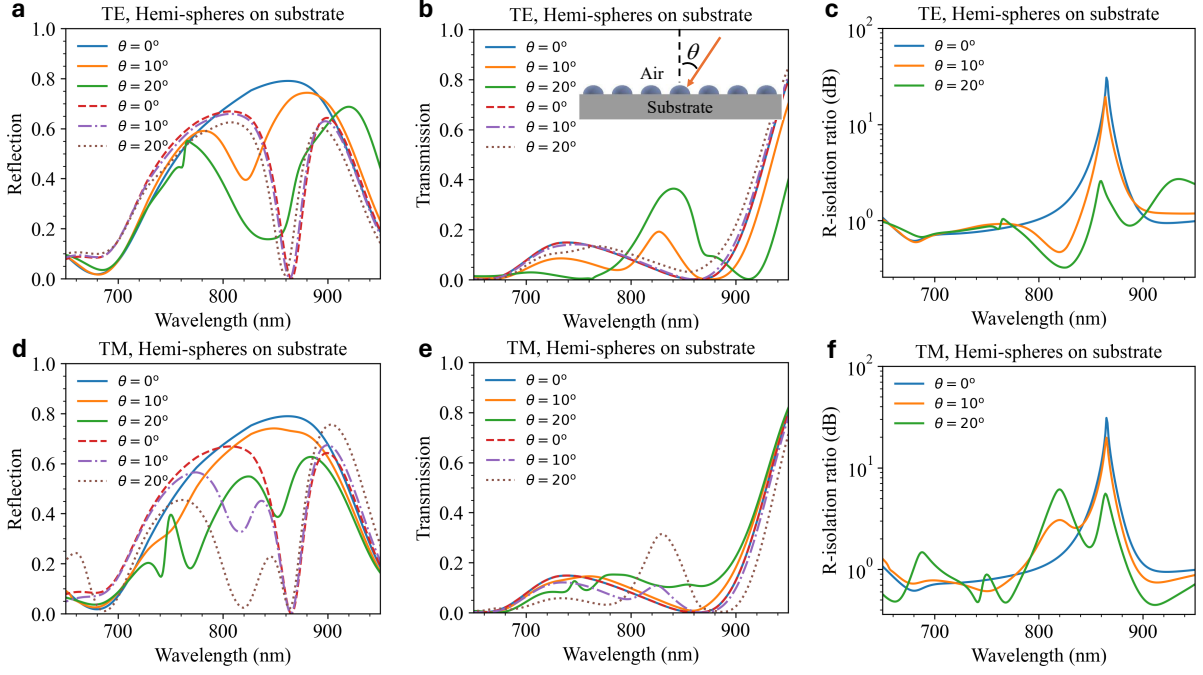 a
TE, Hemi-spheres on substrate
1.0
0.8
0.6
0.4
0.2
0.0
Reflection
θ = 0°
θ = 10°
θ = 20°
θ = 0°
θ = 10°
θ = 20°
700
800
900
Wavelength (nm)
b
TE, Hemi-spheres on substrate
1.0
0.8
0.6
0.4
0.2
0.0
Transmission
θ = 0°
θ = 10°
θ = 20°
θ = 0°
θ = 10°
θ = 20°
θ
Air
Substrate
700
800
900
Wavelength (nm)
c
TE, Hemi-spheres on substrate
10²
10¹
10⁰
R-isolation ratio (dB)
θ = 0°
θ = 10°
θ = 20°
700
800
900
Wavelength (nm)
d
TM, Hemi-spheres on substrate
1.0
0.8
0.6
0.4
0.2
0.0
Reflection
θ = 0°
θ = 10°
θ = 20°
θ = 0°
θ = 10°
θ = 20°
700
800
900
Wavelength (nm)
e
TM, Hemi-spheres on substrate
1.0
0.8
0.6
0.4
0.2
0.0
Transmission
θ = 0°
θ = 10°
θ = 20°
θ = 0°
θ = 10°
θ = 20°
700
800
900
Wavelength (nm)
f
TM, Hemi-spheres on substrate
10²
10¹
10⁰
R-isolation ratio (dB)
θ = 0°
θ = 10°
θ = 20°
700
800
900
Wavelength (nm)